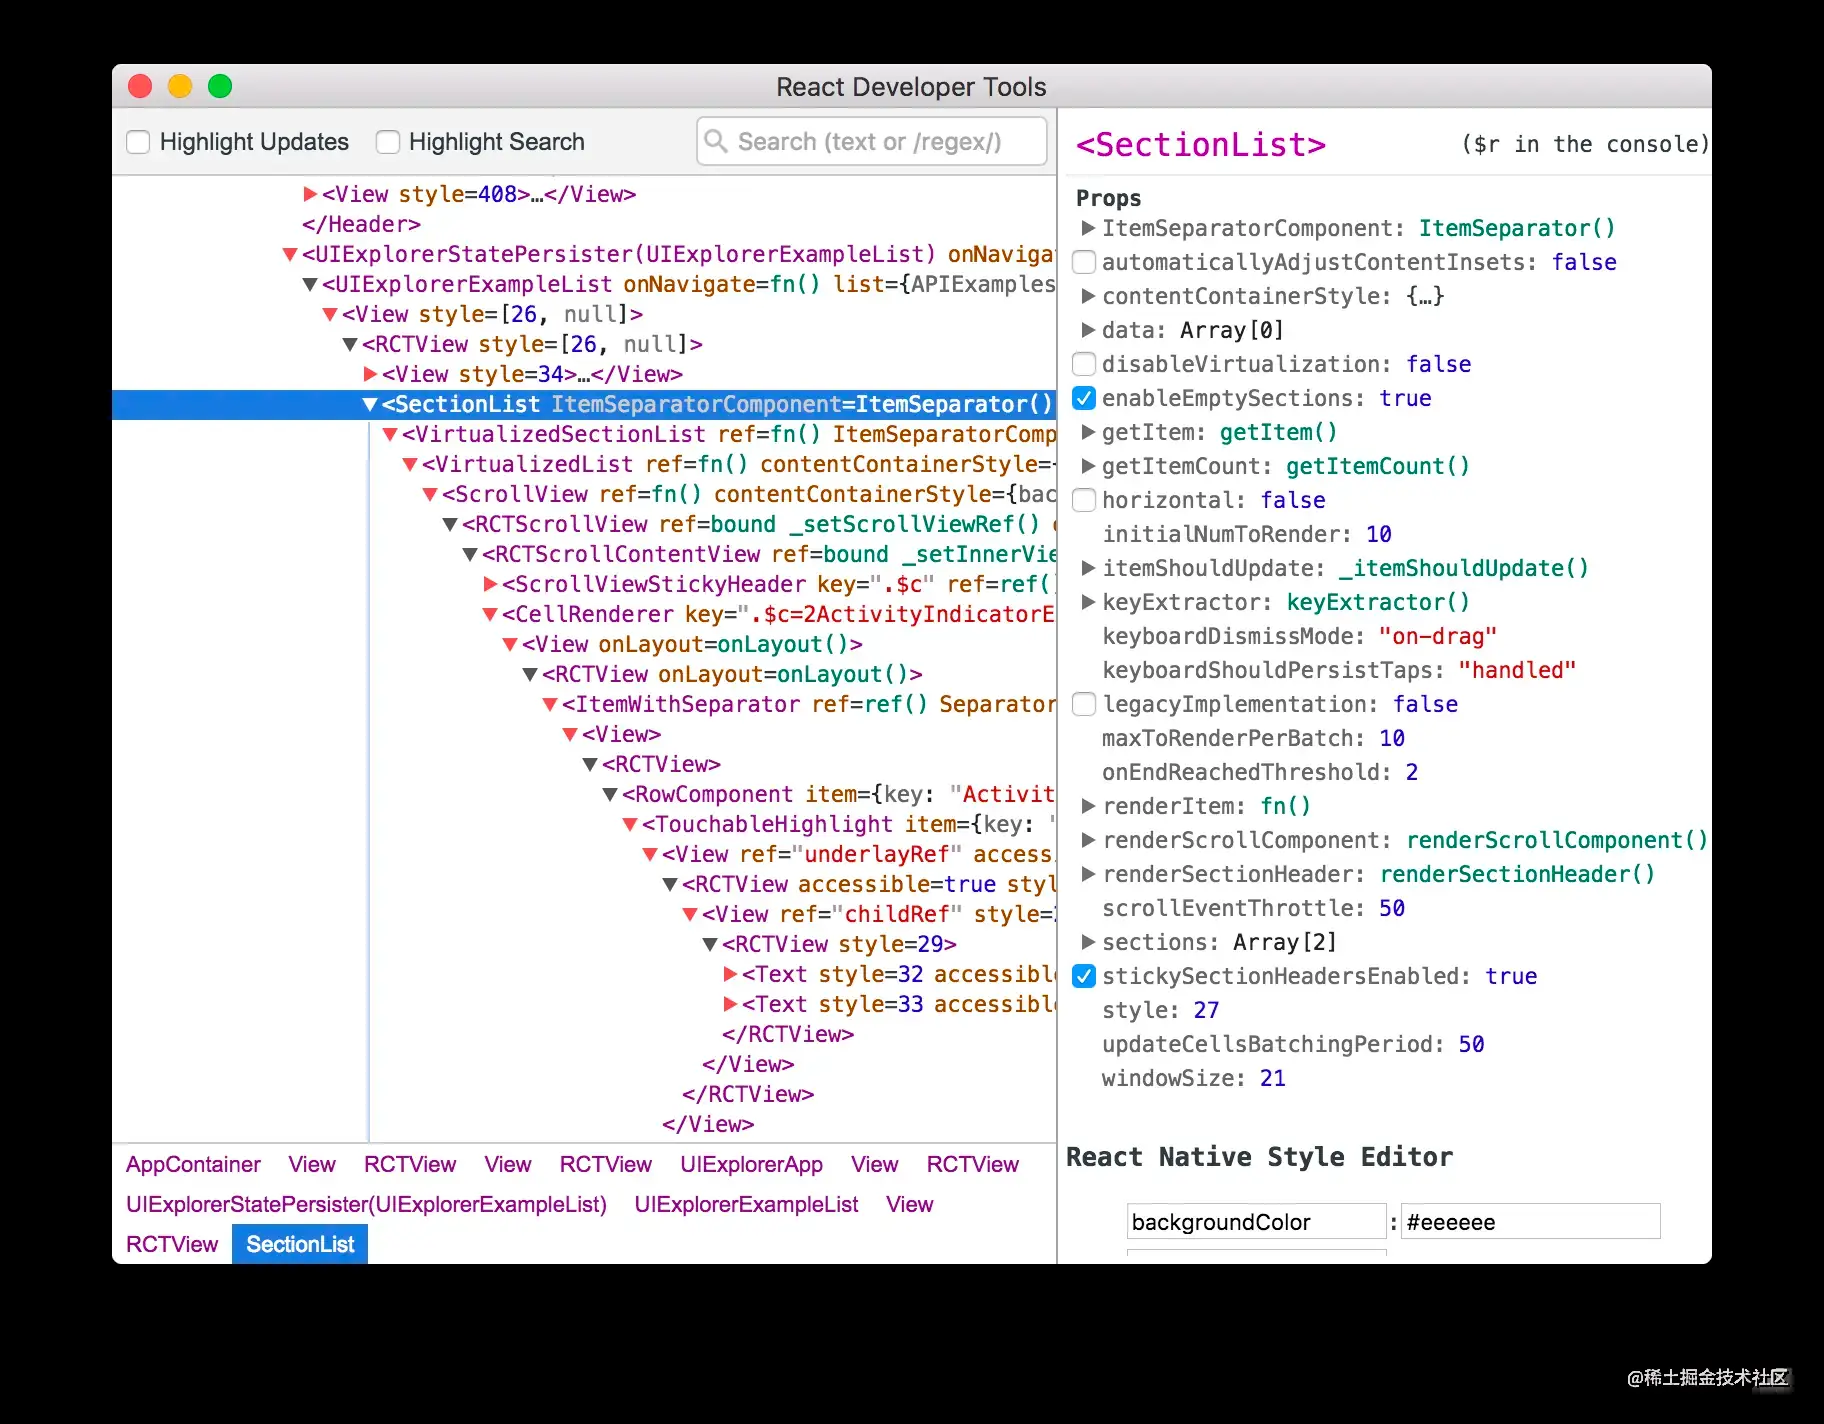 React Developer Tools
Highlight Updates
Highlight Search
Search (text or /regex/)
<View style=408>…</View>
</Header>
<UIExplorerStatePersister(UIExplorerExampleList) onNaviga
<UIExplorerExampleList onNavigate=fn() list={APIExamples
<View style=[26, null]>
<RCTView style=[26, null]>
<View style=34>…</View>
<SectionList ItemSeparatorComponent=ItemSeparator()
<VirtualizedSectionList ref=fn() ItemSeparatorComp
<VirtualizedList ref=fn() contentContainerStyle={
<ScrollView ref=fn() contentContainerStyle={bac
<RCTScrollView ref=bound _setScrollViewRef()
<RCTScrollContentView ref=bound _setInnerVie
<ScrollViewStickyHeader key=".$c" ref=ref(
<CellRenderer key=".$c=2ActivityIndicatorE
<View onLayout=onLayout()>
<RCTView onLayout=onLayout()>
<ItemWithSeparator ref=ref() Separator
<View>
<RCTView>
<RowComponent item={key: "Activit
<TouchableHighlight item={key: "
<View ref="underlayRef" access
<RCTView accessible=true styl
<View ref="childRef" style=
<RCTView style=29>
<Text style=32 accessible
<Text style=33 accessible
</RCTView>
</View>
</RCTView>
</View>
AppContainer View RCTView View RCTView UIExplorerApp View RCTView
UIExplorerStatePersister(UIExplorerExampleList) UIExplorerExampleList View
RCTView SectionList
<SectionList> ($r in the console)
Props
ItemSeparatorComponent: ItemSeparator()
automaticallyAdjustContentInsets: false
contentContainerStyle: {…}
data: Array[0]
disableVirtualization: false
enableEmptySections: true
getItem: getItem()
getItemCount: getItemCount()
horizontal: false
initialNumToRender: 10
itemShouldUpdate: _itemShouldUpdate()
keyExtractor: keyExtractor()
keyboardDismissMode: "on-drag"
keyboardShouldPersistTaps: "handled"
legacyImplementation: false
maxToRenderPerBatch: 10
onEndReachedThreshold: 2
renderItem: fn()
renderScrollComponent: renderScrollComponent()
renderSectionHeader: renderSectionHeader()
scrollEventThrottle: 50
sections: Array[2]
stickySectionHeadersEnabled: true
style: 27
updateCellsBatchingPeriod: 50
windowSize: 21
React Native Style Editor
backgroundColor : #eeeeee
@稀土掘金技术社区